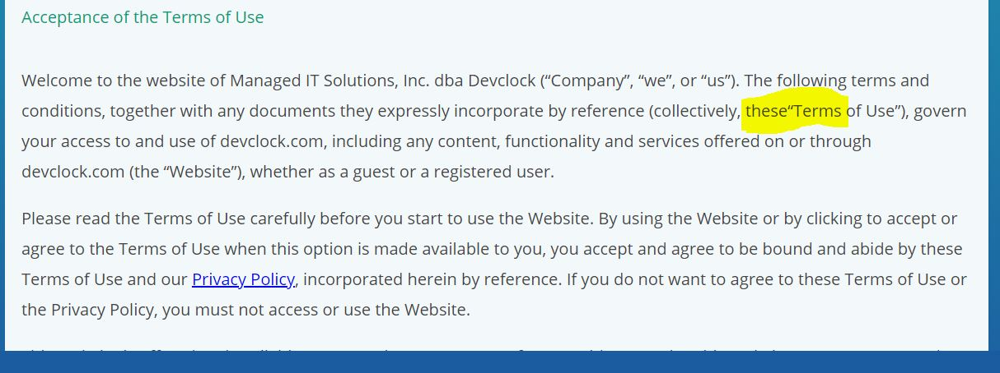 Acceptance of the Terms of Use
Welcome to the website of Managed IT Solutions, Inc. dba Devclock (“Company”, “we”, or “us”). The following terms and
conditions, together with any documents they expressly incorporate by reference (collectively, these“Terms of Use”), govern
your access to and use of devclock.com, including any content, functionality and services offered on or through
devclock.com (the “Website”), whether as a guest or a registered user.
Please read the Terms of Use carefully before you start to use the Website. By using the Website or by clicking to accept or
agree to the Terms of Use when this option is made available to you, you accept and agree to be bound and abide by these
Terms of Use and our Privacy Policy, incorporated herein by reference. If you do not want to agree to these Terms of Use or
the Privacy Policy, you must not access or use the Website.